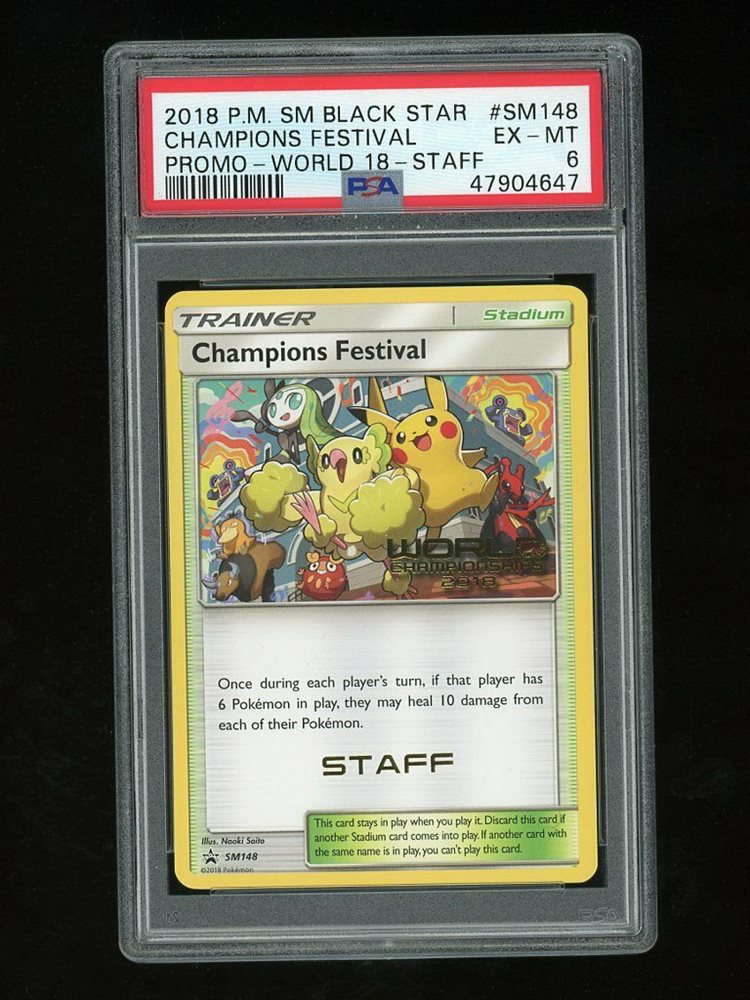 2018 P.M. SM BLACK STAR #SM148
CHAMPIONS FESTIVAL EX-MT
PROMO-WORLD 18-STAFF 6
PSA 47904647
TRAINER Stadium
Champions Festival
WORLD
CHAMPIONSHIPS
2018
Once during each player's turn, if that player has
6 Pokémon in play, they may heal 10 damage from
each of their Pokémon.
STAFF
This card stays in play when you play it. Discard this card if
another Stadium card comes into play. If another card with
the same name is in play, you can't play this card.
Illus. Naoki Saito
SM148
©2018 Pokémon